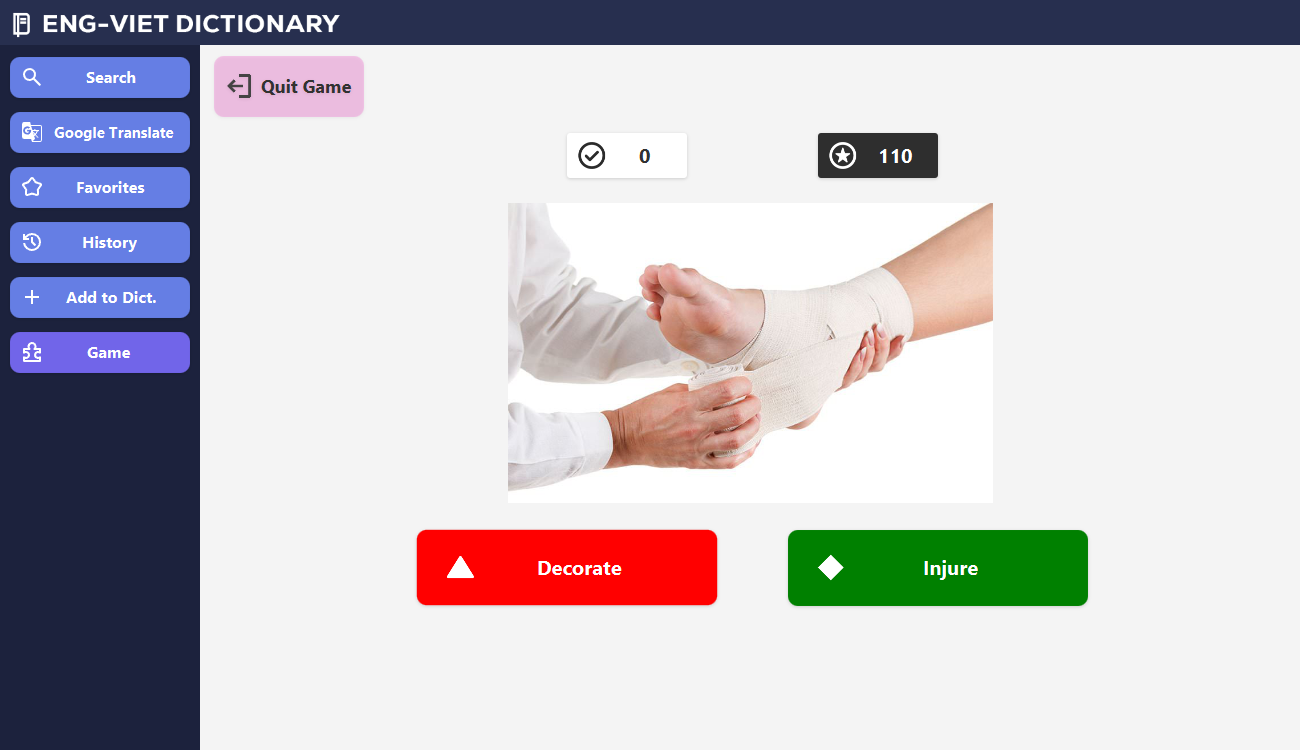 ENG-VIET DICTIONARY
Search
Google Translate
Favorites
History
Add to Dict.
Game
Quit Game
0
110
Decorate
Injure